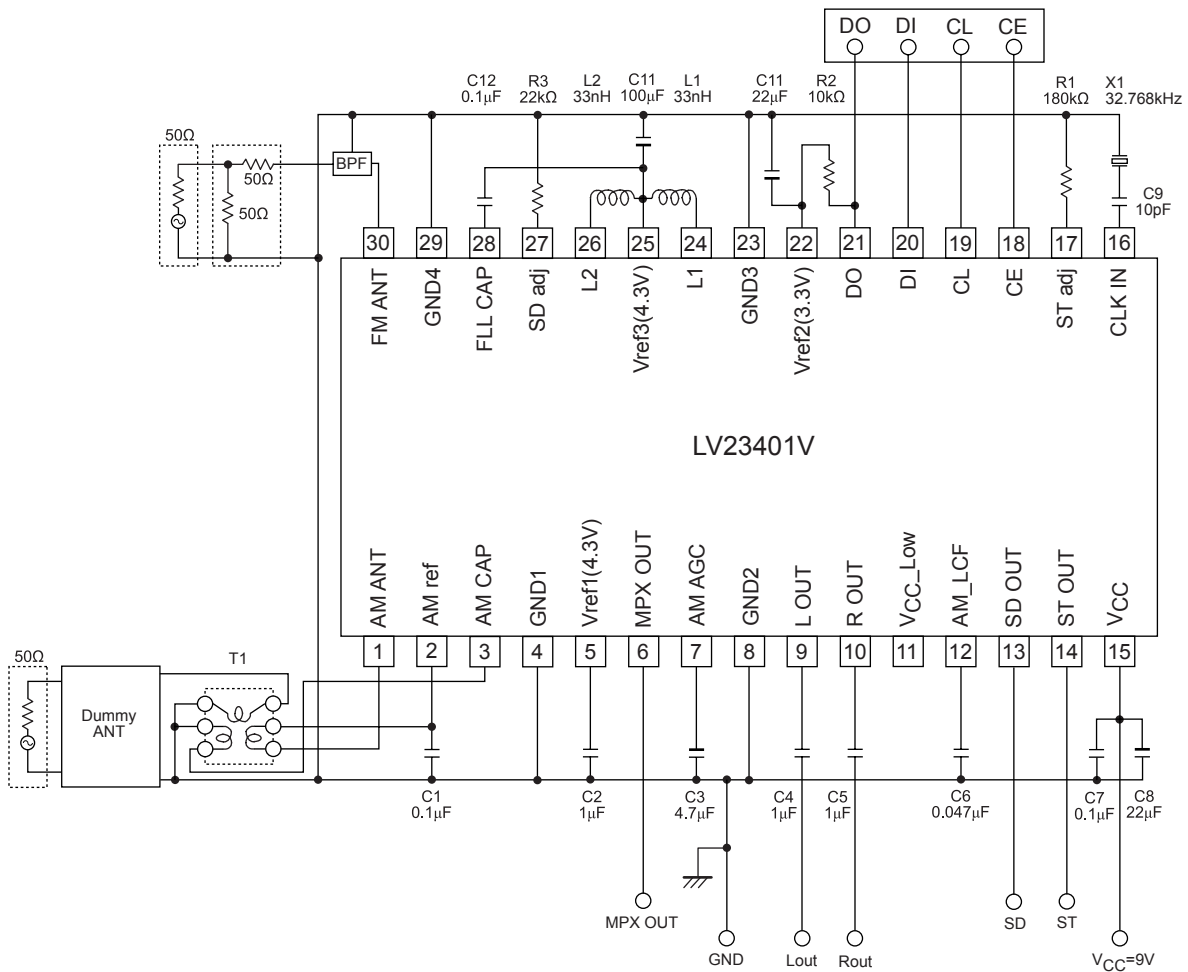 DO DI CL CE
C12 R3 L2 C11 L1 C11 R2 R1 X1
0.1µF 22kΩ 33nH 100µF 33nH 22µF 10kΩ 180kΩ 32.768kHz
50Ω
BPF
50Ω
50Ω
C9
10pF
30 29 28 27 26 25 24 23 22 21 20 19 18 17 16
FM ANT
GND4
FLL CAP
SD adj
L2
Vref3(4.3V)
L1
GND3
Vref2(3.3V)
DO
DI
CL
CE
ST adj
CLK IN
LV23401V
AM ANT
AM ref
AM CAP
GND1
Vref1(4.3V)
MPX OUT
AM AGC
GND2
L OUT
R OUT
VCC_Low
AM_LCF
SD OUT
ST OUT
VCC
1 2 3 4 5 6 7 8 9 10 11 12 13 14 15
50Ω
T1
Dummy
ANT
C1 C2 C3 C4 C5 C6 C7 C8
0.1µF 1µF 4.7µF 1µF 1µF 0.047µF 0.1µF 22µF
MPX OUT
SD
ST
GND
Lout
Rout
VCC=9V